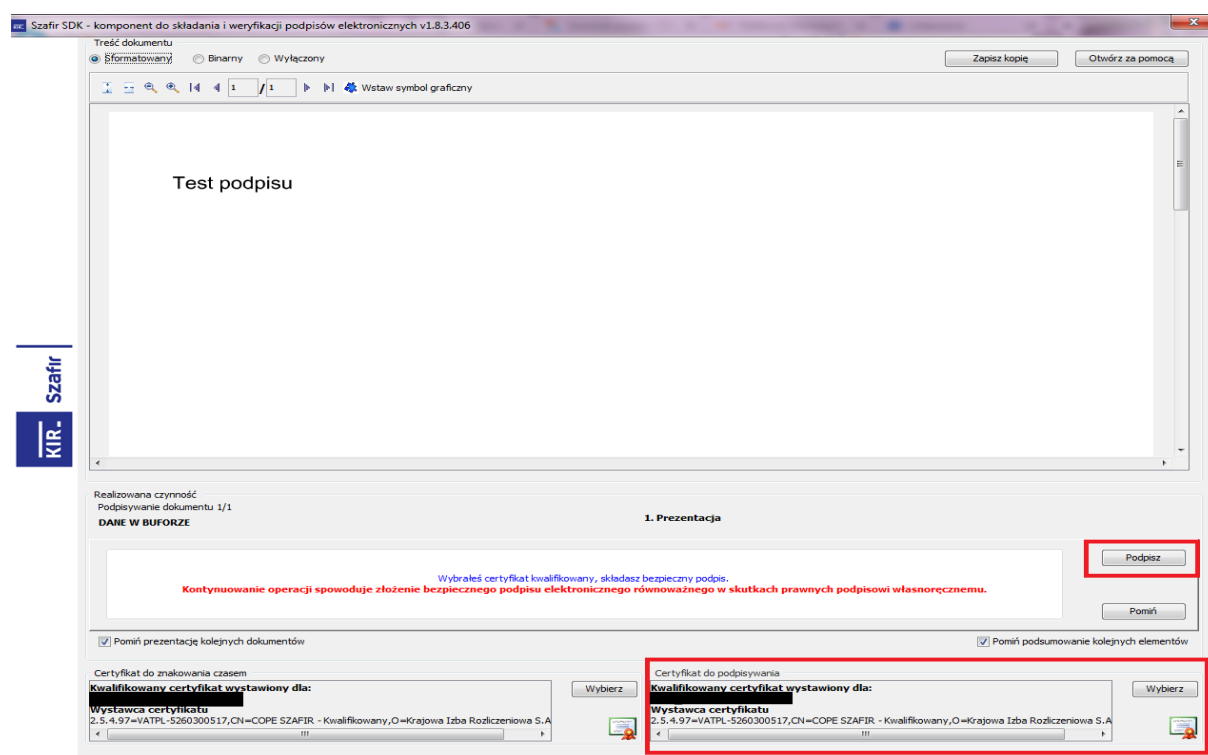 Szafir SDK - komponent do składania i weryfikacji podpisów elektronicznych v1.8.3.406
Treść dokumentu
Sformatowany Binarny Wyłączony Zapisz kopię Otwórz za pomocą
1 / 1 Wstaw symbol graficzny
Test podpisu
KIR. Szafir
Realizowana czynność
Podpisywanie dokumentu 1/1
DANE W BUFORZE
1. Prezentacja
Podpisz
Wybrałeś certyfikat kwalifikowany, składasz bezpieczny podpis.
Kontynuowanie operacji spowoduje złożenie bezpiecznego podpisu elektronicznego równoważnego w skutkach prawnych podpisowi własnoręcznemu.
Pomiń
Pomiń prezentację kolejnych dokumentów Pomiń podsumowanie kolejnych elementów
Certyfikat do znakowania czasem
Kwalifikowany certyfikat wystawiony dla:
Wybierz
Wystawca certyfikatu
2.5.4.97=VATPL-5260300517,CN=COPE SZAFIR - Kwalifikowany,O=Krajowa Izba Rozliczeniowa S.A
Certyfikat do podpisywania
Kwalifikowany certyfikat wystawiony dla:
Wybierz
Wystawca certyfikatu
2.5.4.97=VATPL-5260300517,CN=COPE SZAFIR - Kwalifikowany,O=Krajowa Izba Rozliczeniowa S.A